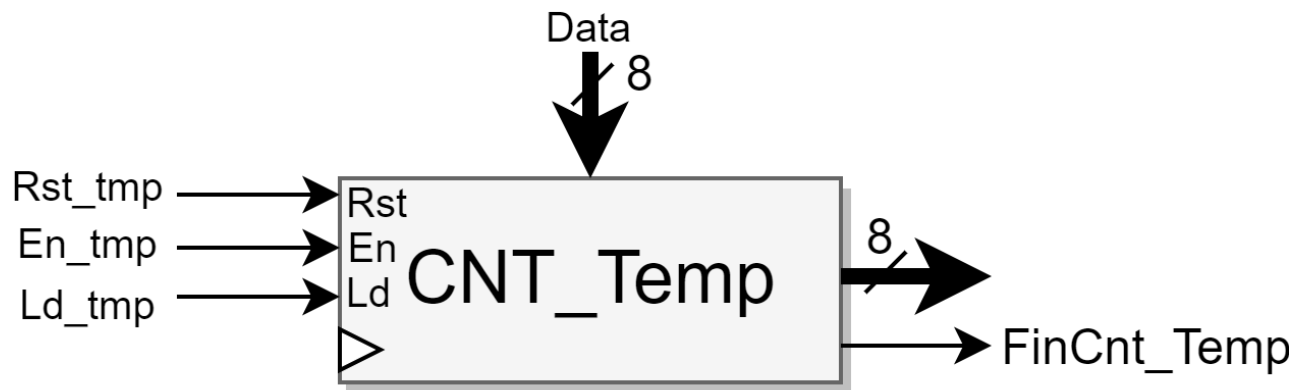 Data
8
Rst_tmp
Rst
En_tmp
En
Ld_tmp
Ld
CNT_Temp
8
FinCnt_Temp